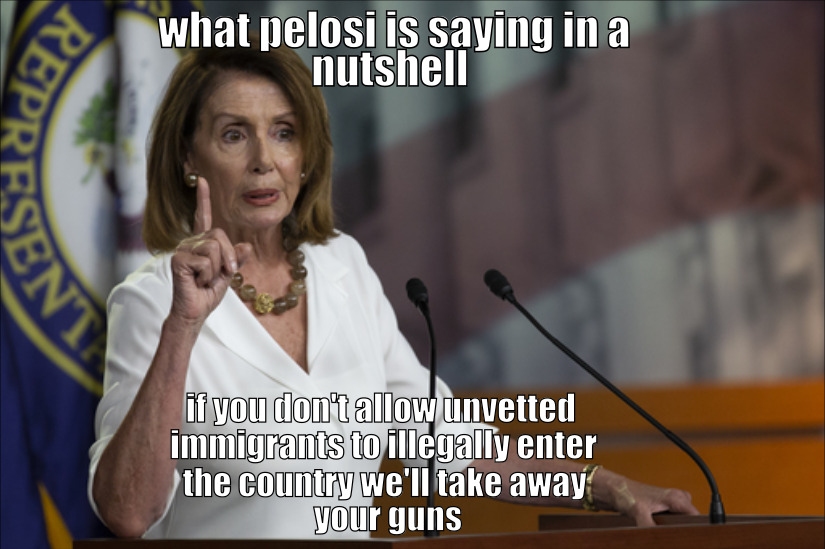 what pelosi is saying in a
nutshell
REPRESENTA
if you don't allow unvetted
immigrants to illegally enter
the country we'll take away
your guns